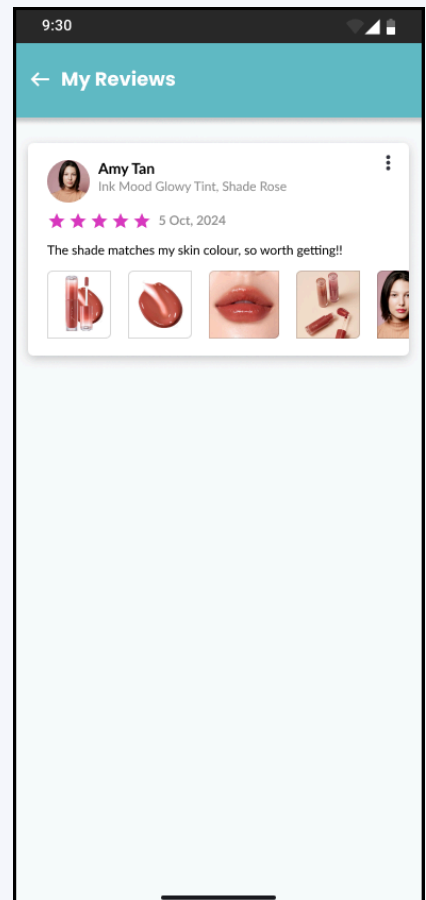 9:30
My Reviews
Amy Tan
Ink Mood Glowy Tint, Shade Rose
5 Oct, 2024
The shade matches my skin colour, so worth getting!!